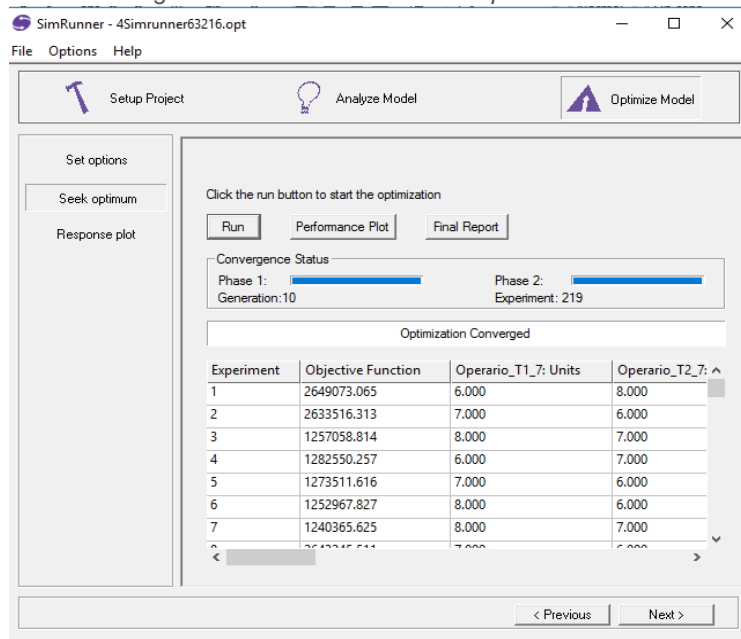 SimRunner - 4Simrunner63216.opt
File Options Help
Setup Project Analyze Model Optimize Model
Set options
Seek optimum
Response plot
Click the run button to start the optimization
Run Performance Plot Final Report
Convergence Status
Phase 1: Phase 2:
Generation:10 Experiment: 219
Optimization Converged
Experiment Objective Function Operario_T1_7: Units Operario_T2_7:
1 2649073.065 6.000 8.000
2 2633516.313 7.000 6.000
3 1257058.814 8.000 7.000
4 1282550.257 6.000 7.000
5 1273511.616 7.000 6.000
6 1252967.827 8.000 6.000
7 1240365.625 8.000 7.000
< Previous Next >